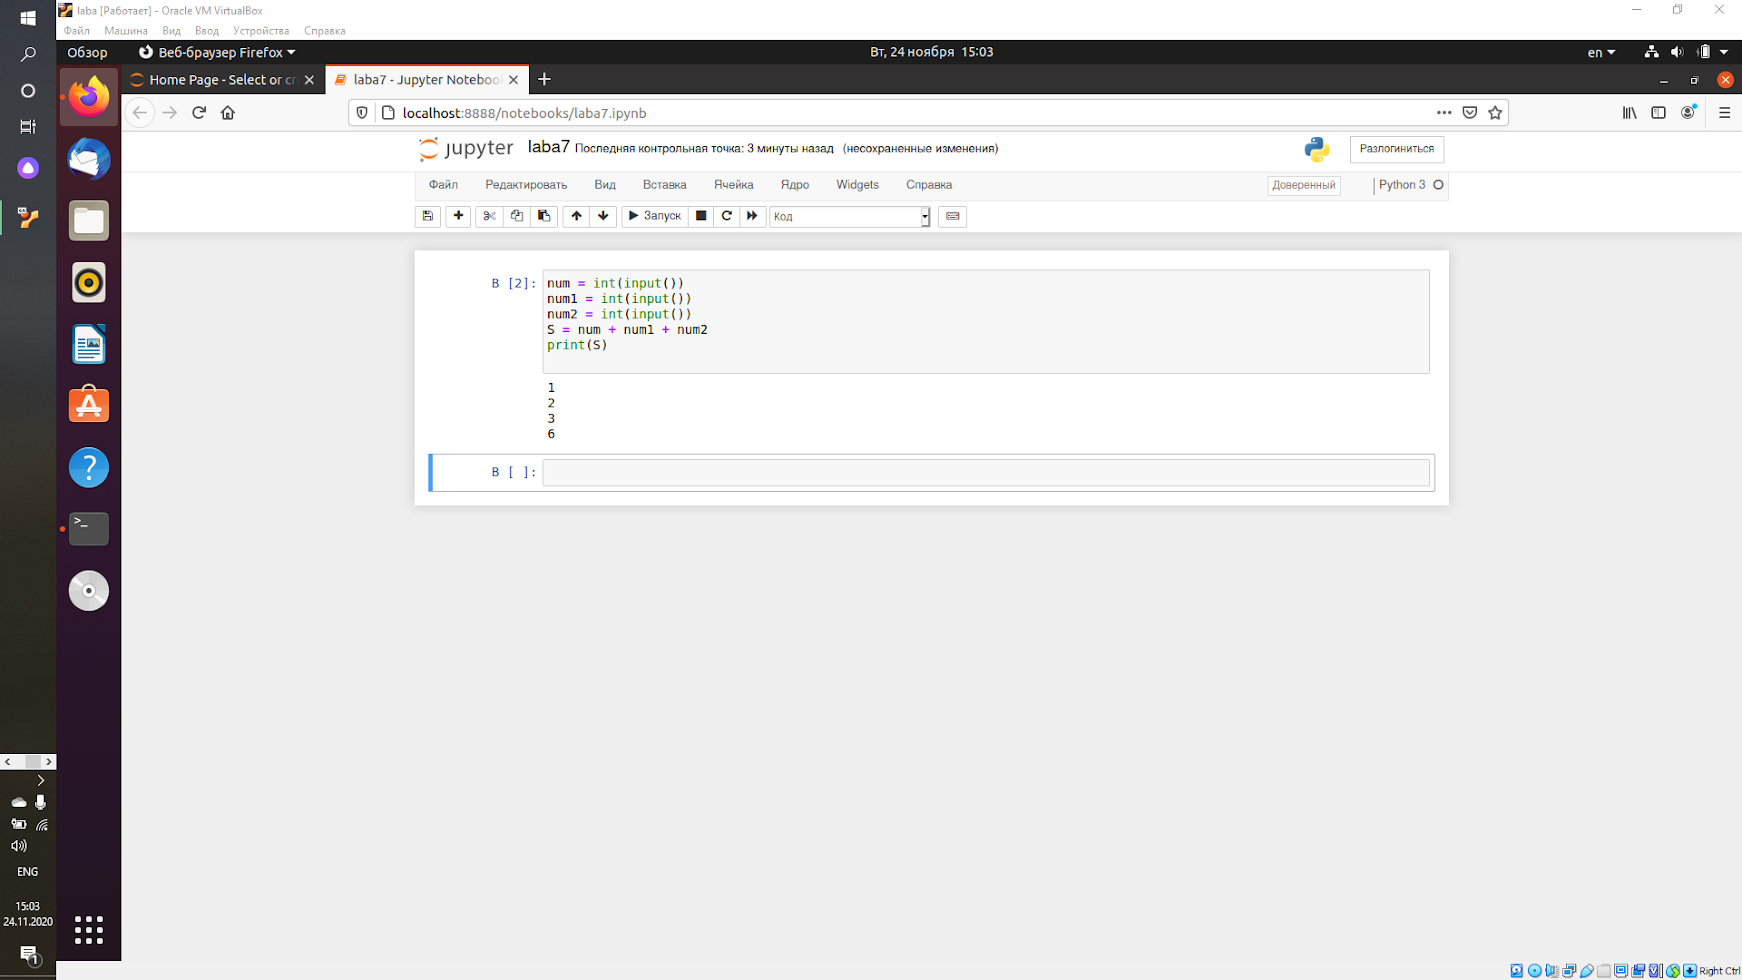 laba [Работает] - Oracle VM VirtualBox
Файл Машина Вид Ввод Устройства Справка
Обзор Веб-браузер Firefox Вт, 24 ноября 15:03 en
Home Page - Select or cr laba7 - Jupyter Noteboo
localhost:8888/notebooks/laba7.ipynb
jupyter laba7 Последняя контрольная точка: 3 минуты назад (несохраненные изменения) Разлогиниться
Файл Редактировать Вид Вставка Ячейка Ядро Widgets Справка Доверенный Python 3
Запуск Код
В [2]: num = int(input())
num1 = int(input())
num2 = int(input())
S = num + num1 + num2
print(S)
1
2
3
6
В [ ]:
ENG
15:03
24.11.2020
1
Right Ctrl